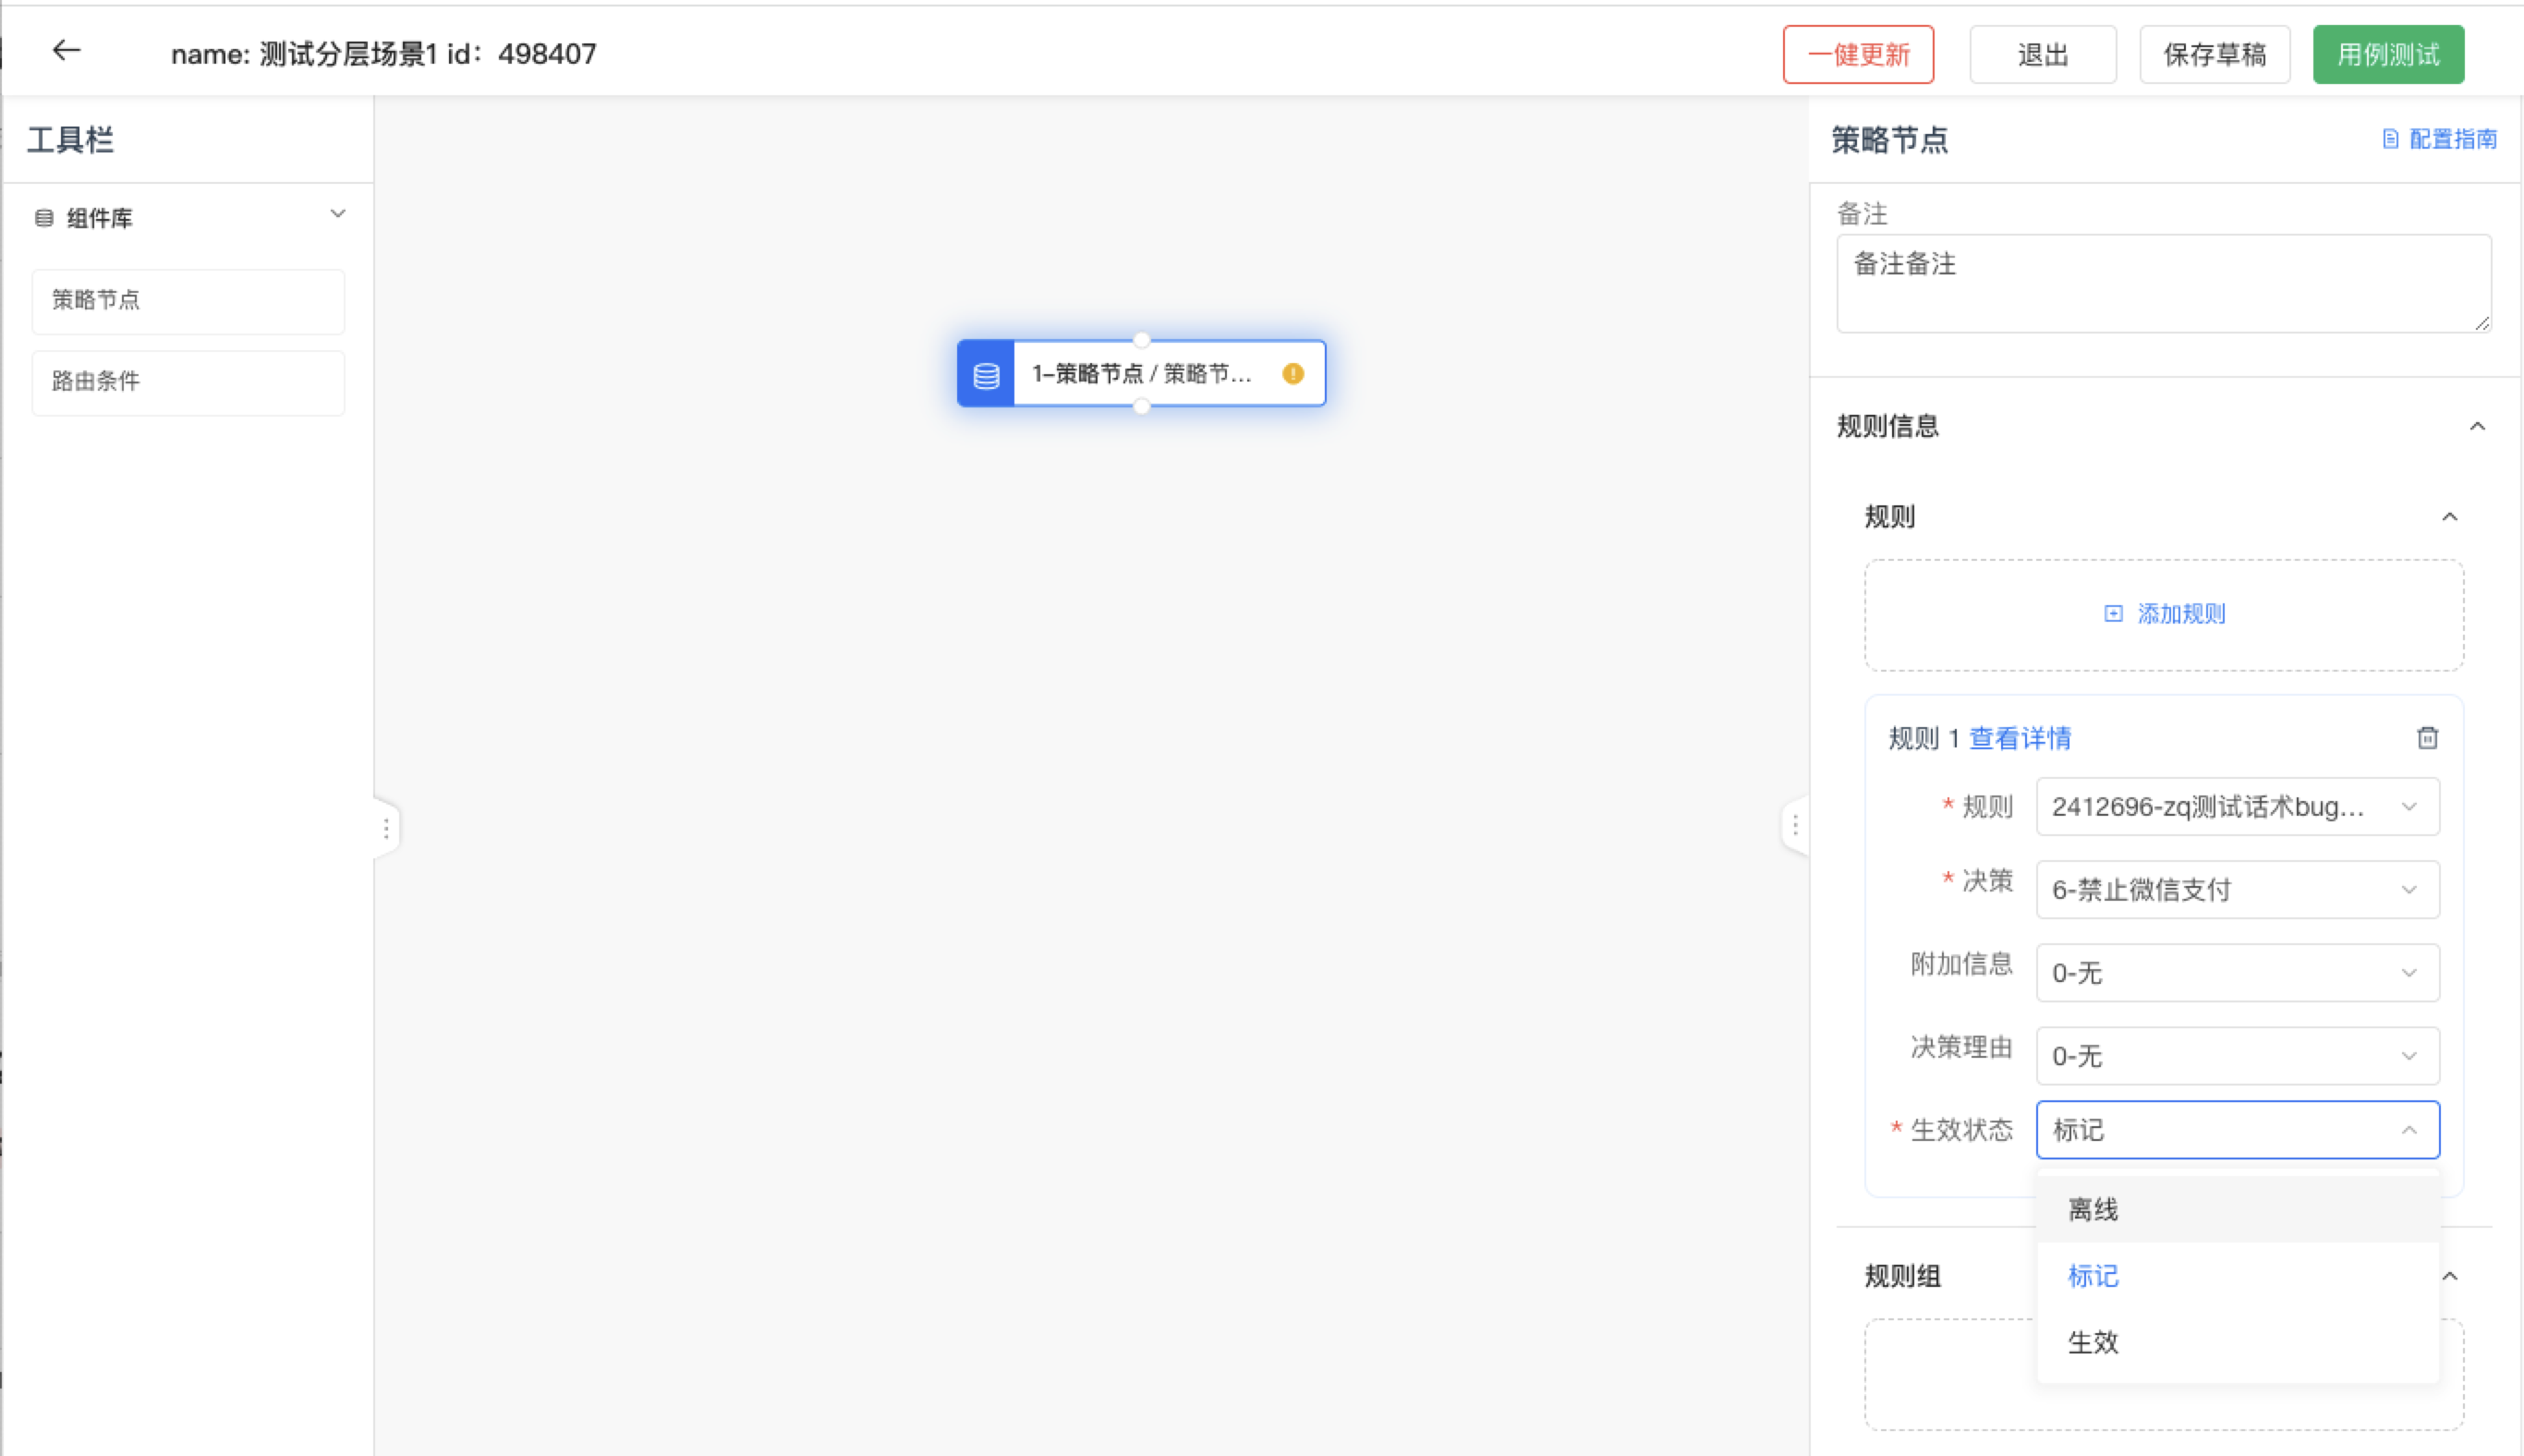 name: 测试分层场景1 id：498407
一健更新
退出
保存草稿
用例测试
工具栏
组件库
策略节点
路由条件
1-策略节点 / 策略节...
策略节点
配置指南
备注
备注备注
规则信息
规则
添加规则
规则 1 查看详情
* 规则
2412696-zq测试话术bug...
* 决策
6-禁止微信支付
附加信息
0-无
决策理由
0-无
* 生效状态
标记
离线
标记
生效
规则组